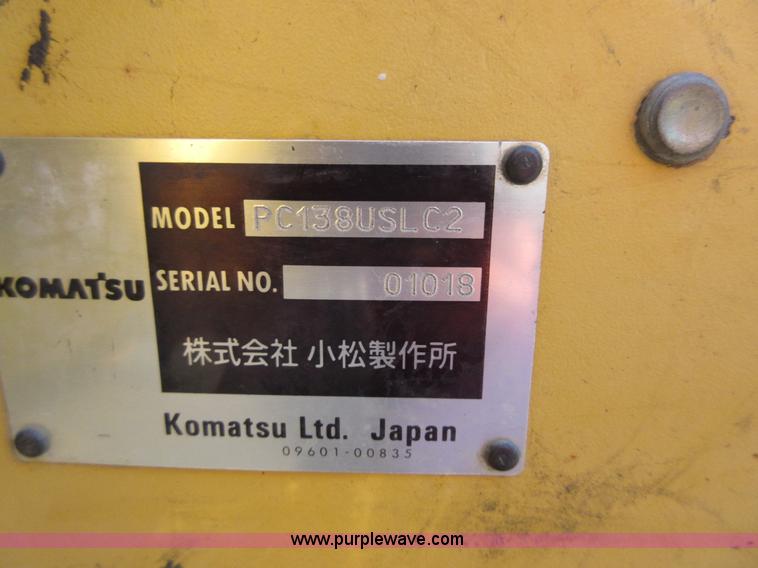 MODEL PC138USLC2
KOMATSU SERIAL NO. 01018
株式会社 小松製作所
Komatsu Ltd. Japan
09601-00835
www.purplewave.com